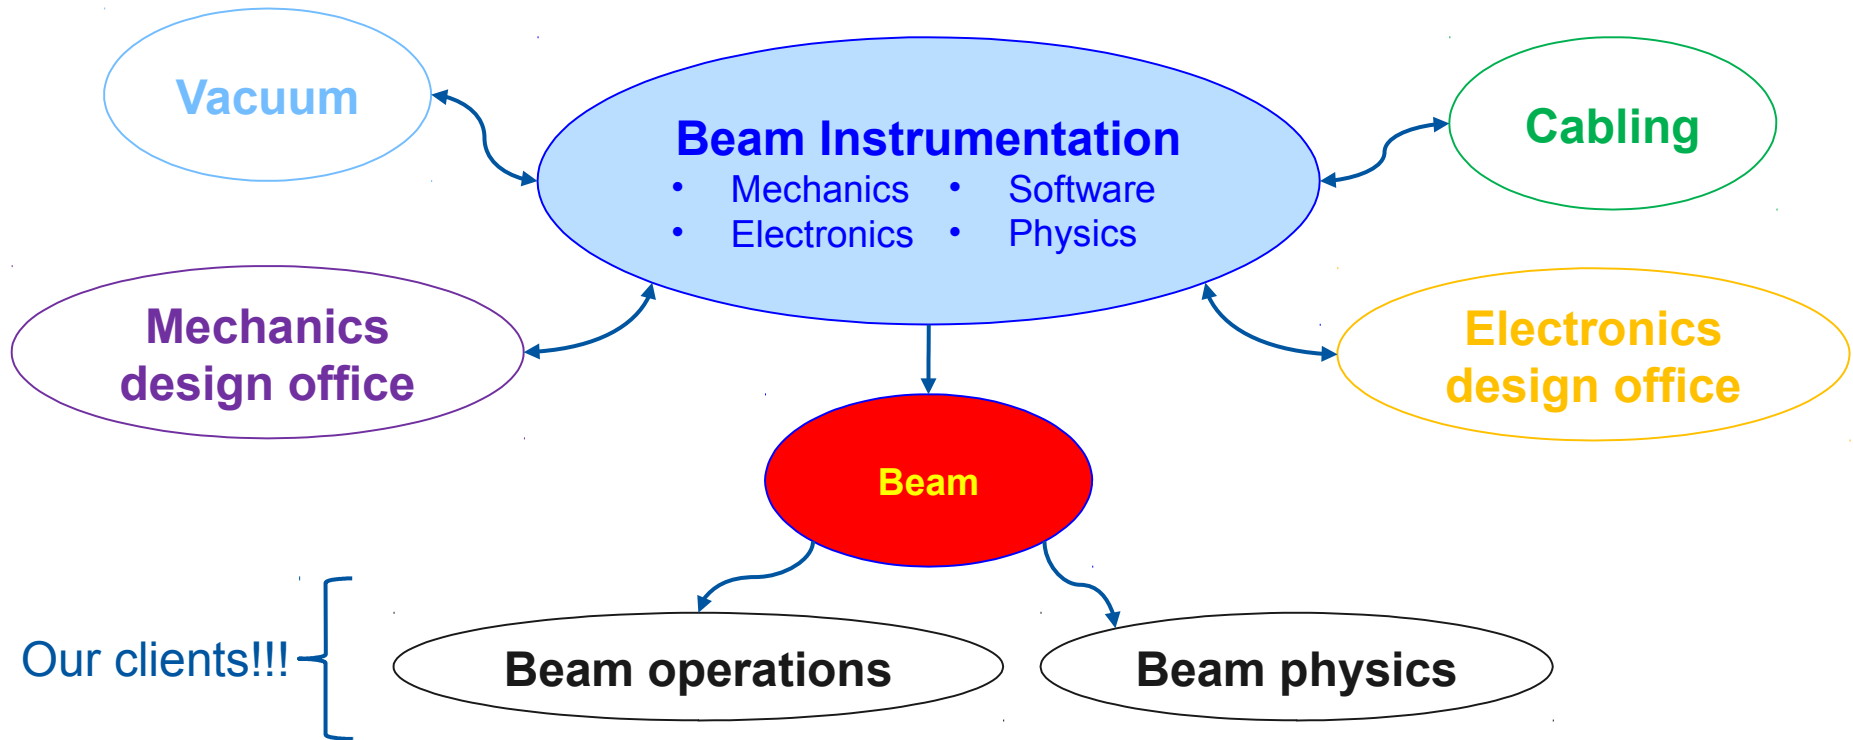 Vacuum
Beam Instrumentation
• Mechanics • Software
• Electronics • Physics
Cabling
Mechanics
design office
Electronics
design office
Beam
Our clients!!!
Beam operations
Beam physics